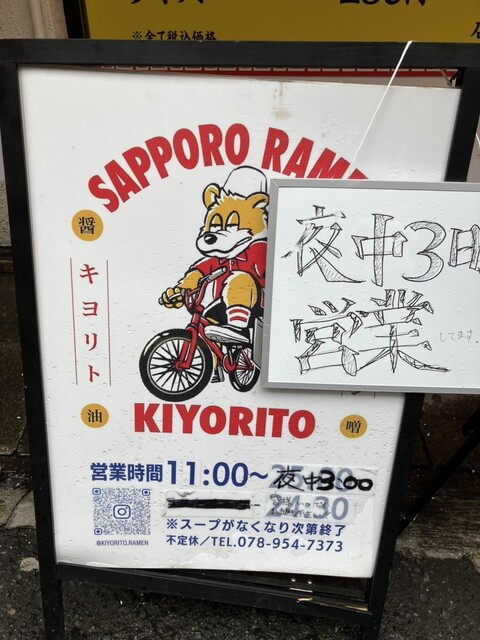 ※全て税込価格
SAPPORO RAME
醤
キヨリト
油
噌
夜中3時
営業
してます。
KIYORITO
営業時間 11:00〜夜中3:00
24:30
@KIYORITO.RAMEN
※スープがなくなり次第終了
不定休／TEL.078-954-7373